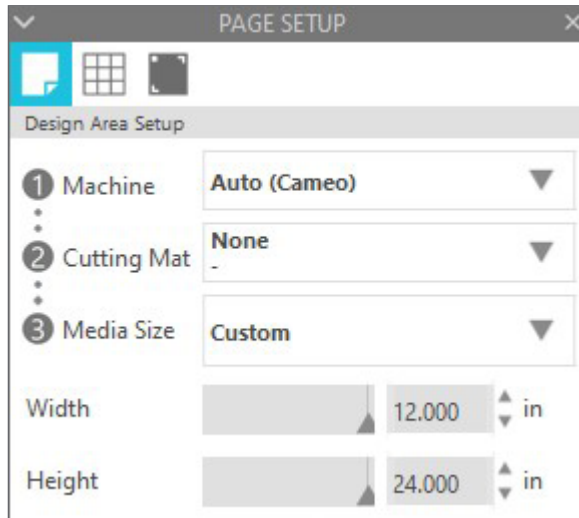 PAGE SETUP
Design Area Setup
1 Machine Auto (Cameo)
2 Cutting Mat None
-
3 Media Size Custom
Width 12.000 in
Height 24.000 in